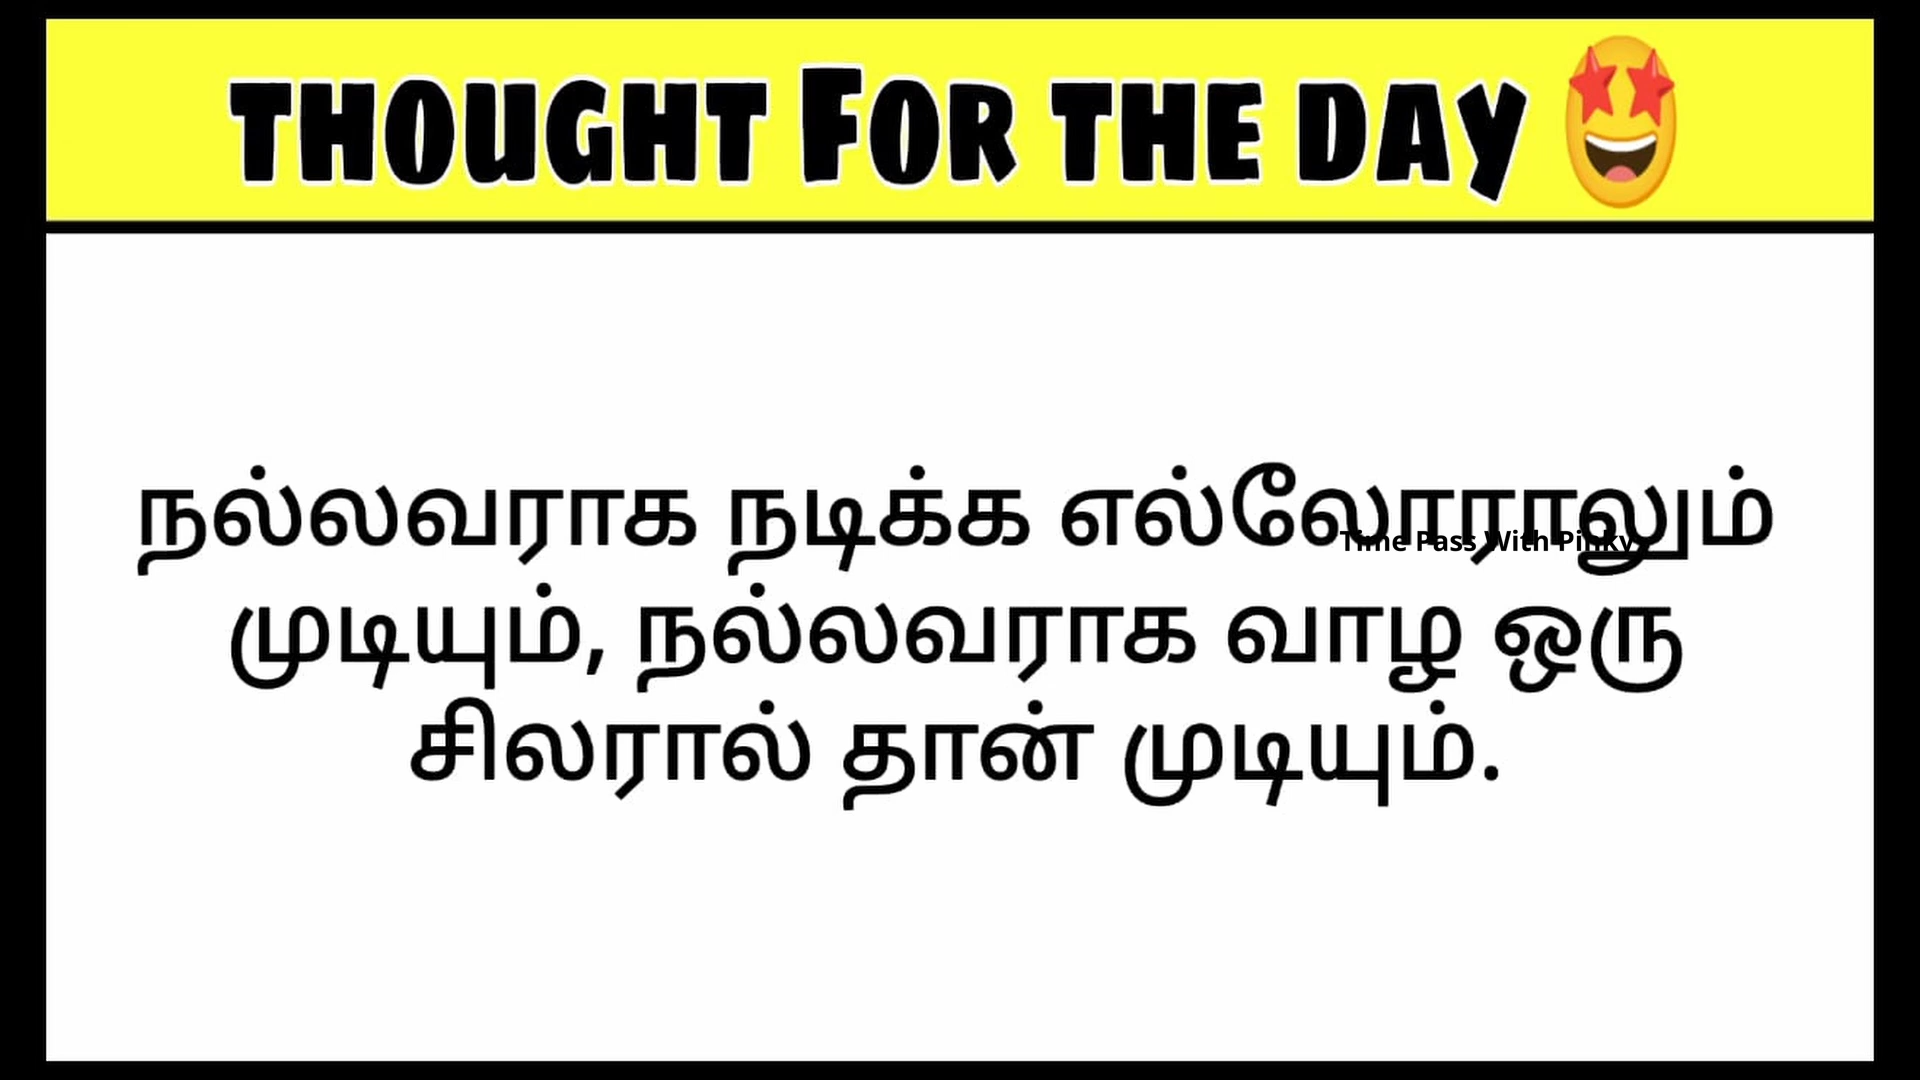 THOUGHT FOR THE DAY
நல்லவராக நடிக்க எல்லோராலும்
Time Pass With Pinky
முடியும், நல்லவராக வாழ ஒரு
சிலரால் தான் முடியும்.